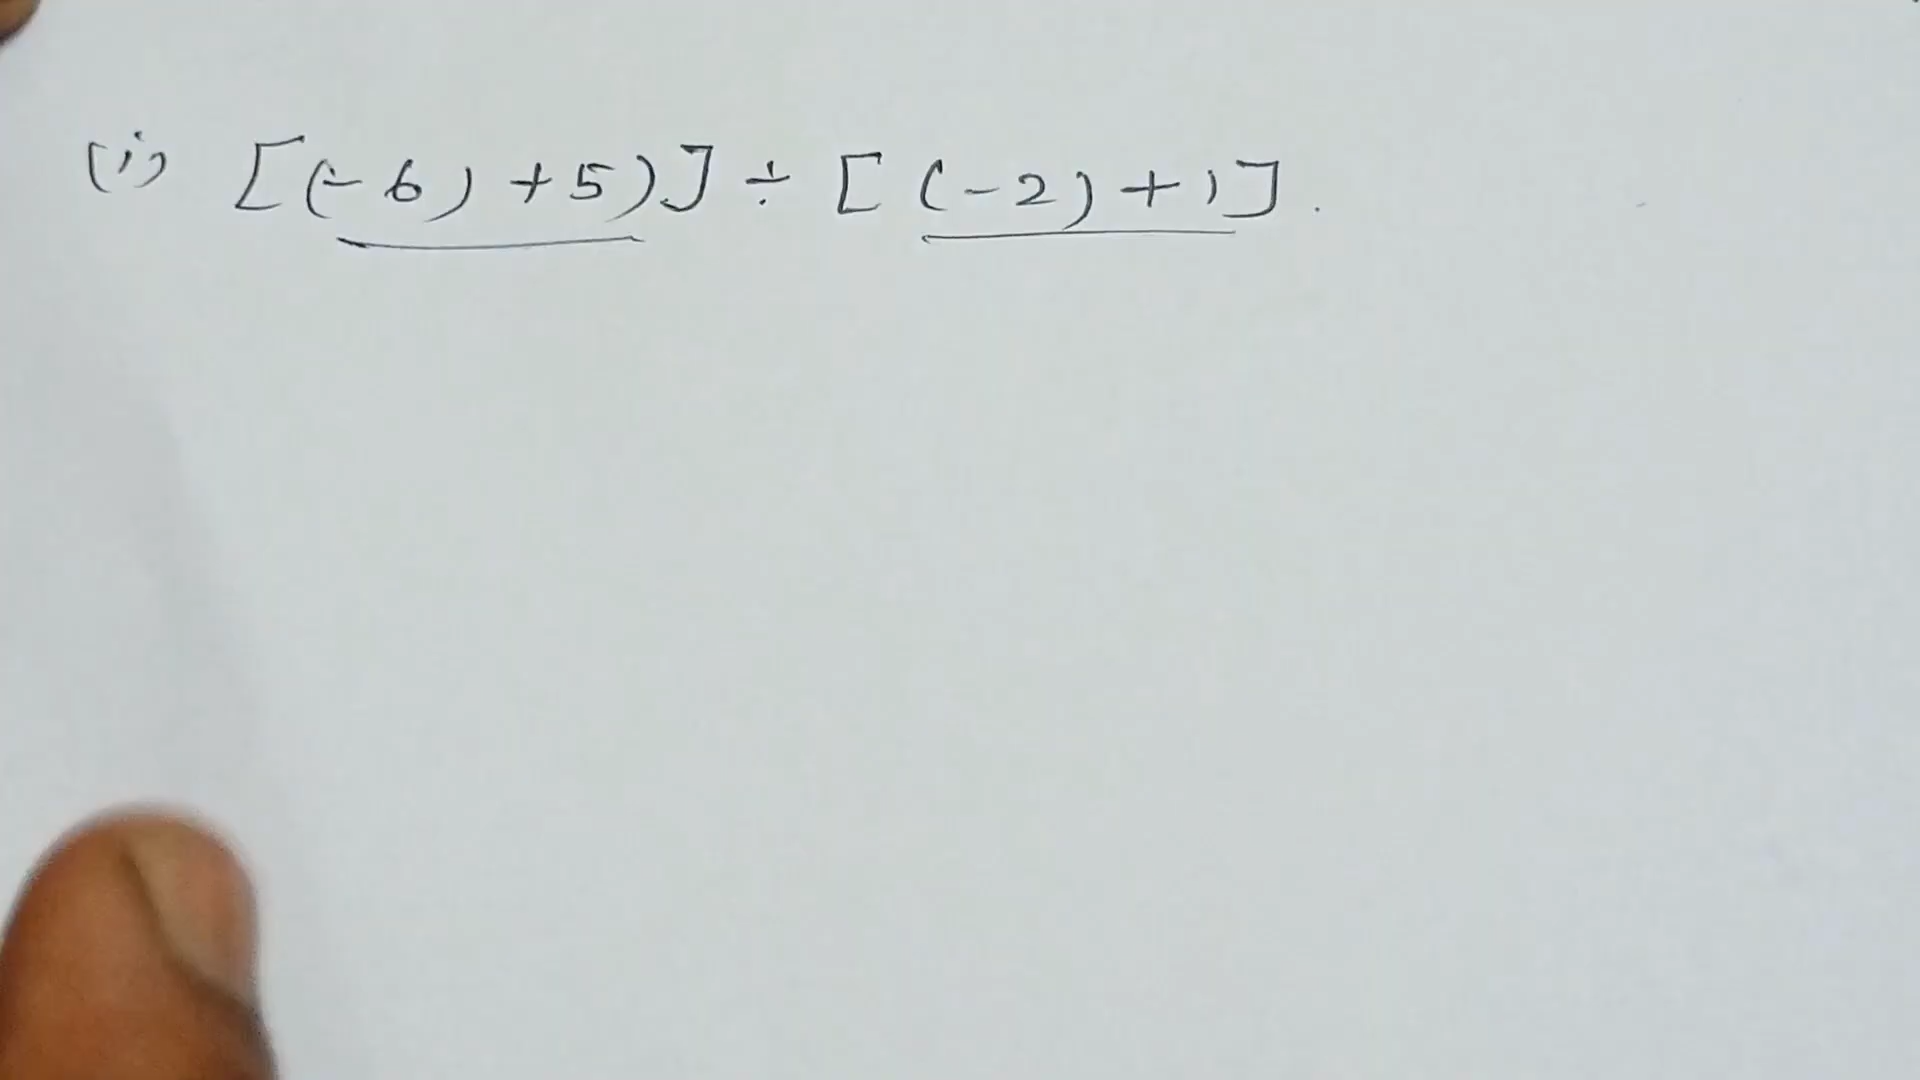 (i) [(-6)+5)] ÷ [(-2)+1].